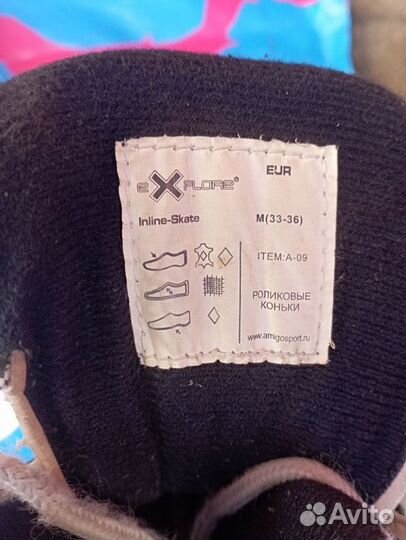 eXPLORE®
EUR
Inline-Skate
M(33-36)
ITEM:A-09
РОЛИКОВЫЕ
КОНЬКИ
www.amigosport.ru
Avito